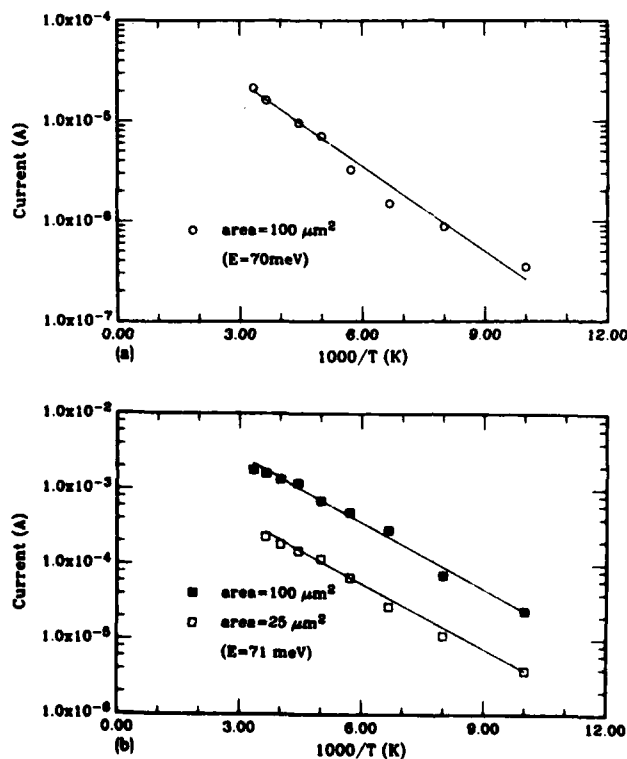 1.0x10⁻⁴
1.0x10⁻⁵
1.0x10⁻⁶
1.0x10⁻⁷
Current (A)
area=100 μm²
(E=70meV)
0.00 3.00 6.00 9.00 12.00
(a)
1000/T (K)
1.0x10⁻²
1.0x10⁻³
1.0x10⁻⁴
1.0x10⁻⁵
1.0x10⁻⁶
Current (A)
area=100 μm²
area=25 μm²
(E=71 meV)
0.00 3.00 6.00 9.00 12.00
(b)
1000/T (K)